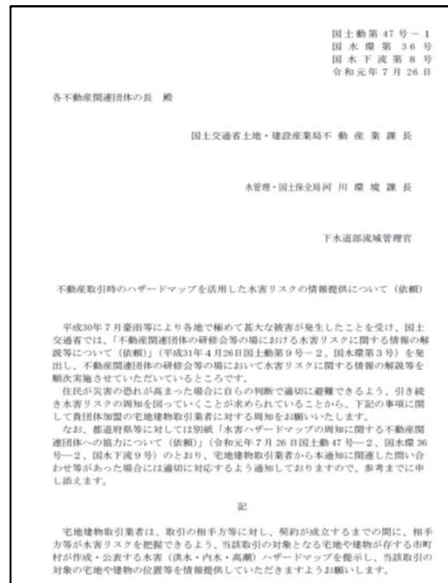 国土動第47号－1
国水環第36号
国水下流第8号
令和元年7月26日
各不動産関連団体の長　殿
国土交通省土地・建設産業局不動産業課長
水管理・国土保全局河川環境課長
下水道部流域管理官
不動産取引時のハザードマップを活用した水害リスクの情報提供について（依頼）
平成30年7月豪雨等により各地で極めて甚大な被害が発生したことを受け、国土
交通省では、「不動産関連団体の研修会等の場における水害リスクに関する情報の解
説等について（依頼）」（平成31年4月26日国土動第9号－2、国水環第3号）を発
出し、不動産関連団体の研修会等の場において水害リスクに関する情報の解説等を
順次実施させていただいているところです。
住民が災害の恐れが高まった場合に自らの判断で適切に避難できるよう、引き続
き水害リスクの周知を図っていくことが求められていることから、下記の事項に関
して貴団体加盟の宅地建物取引業者に対する周知をお願いいたします。
なお、都道府県等に対しては別紙「水害ハザードマップの周知に関する不動産関
連団体への協力について（依頼）」（令和元年7月26日国土動47号－2、国水環36
号－2、国水下流9号）のとおり、宅地建物取引業者から本通知に関連した問い合
わせ等があった場合には適切に対応するよう通知しておりますので、参考までに申
し添えます。
記
宅地建物取引業者は、取引の相手方等に対し、契約が成立するまでの間に、相手
方等が水害リスクを把握できるよう、当該取引の対象となる宅地や建物が存する市町
村が作成・公表する水害（洪水・内水・高潮）ハザードマップを提示し、当該取引の
対象の宅地や建物の位置等を情報提供していただきますようお願いします。